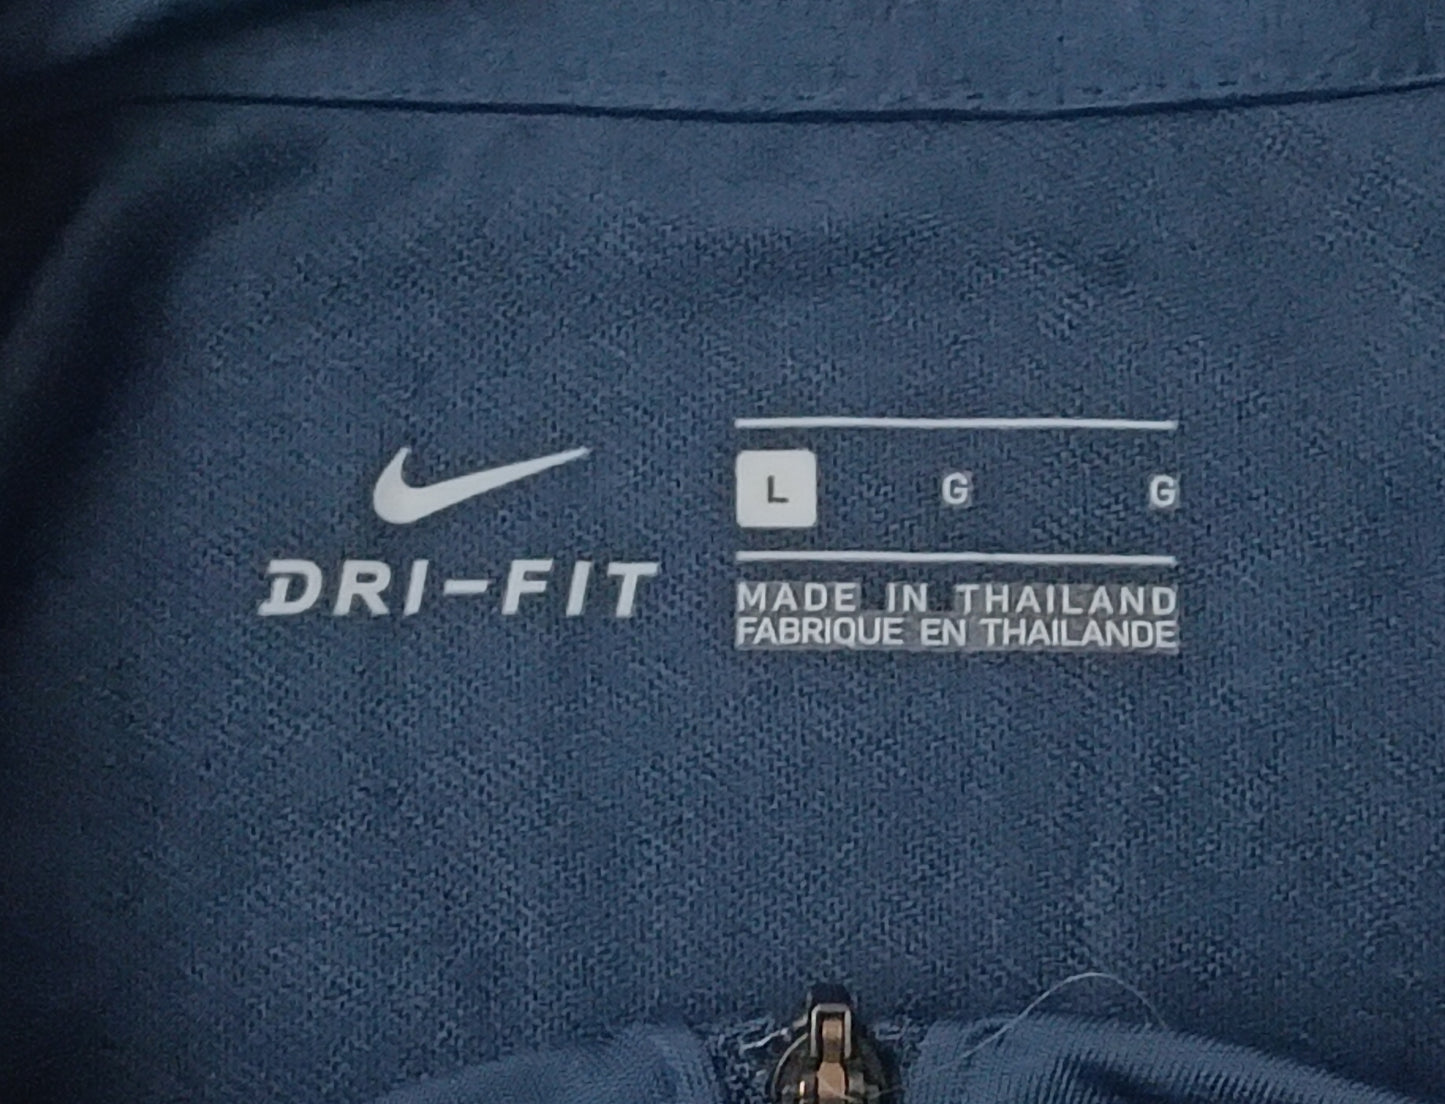 DRI-FIT
L G G
MADE IN THAILAND
FABRIQUE EN THAILANDE